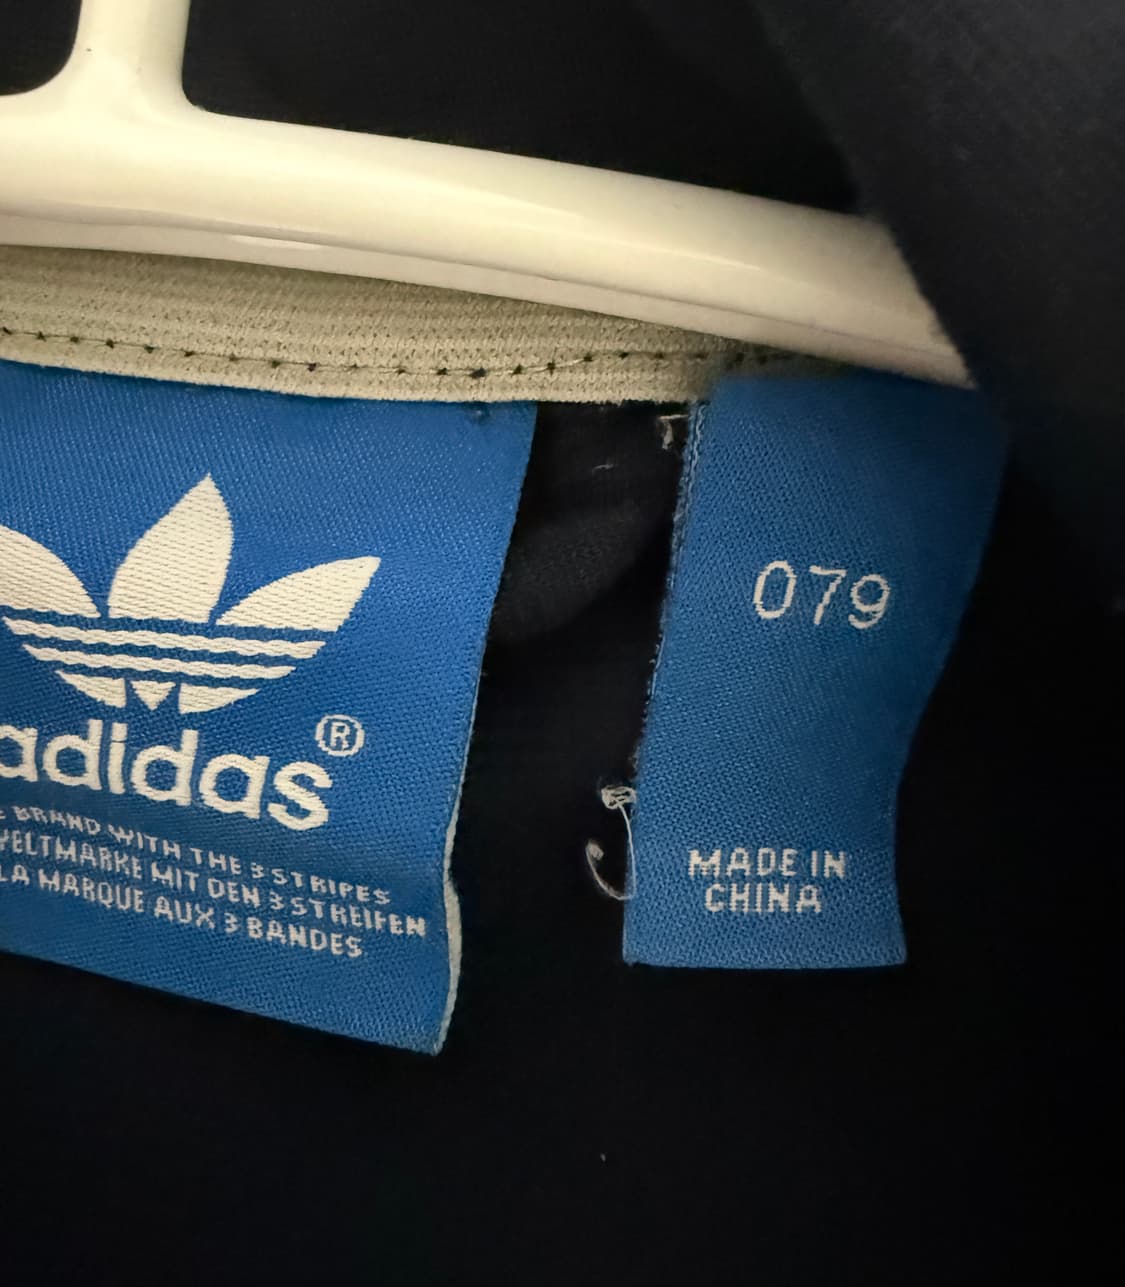 adidas®
BRAND WITH THE 3 STRIPES
WELTMARKE MIT DEN 3 STREIFEN
LA MARQUE AUX 3 BANDES.
079
MADE IN
CHINA